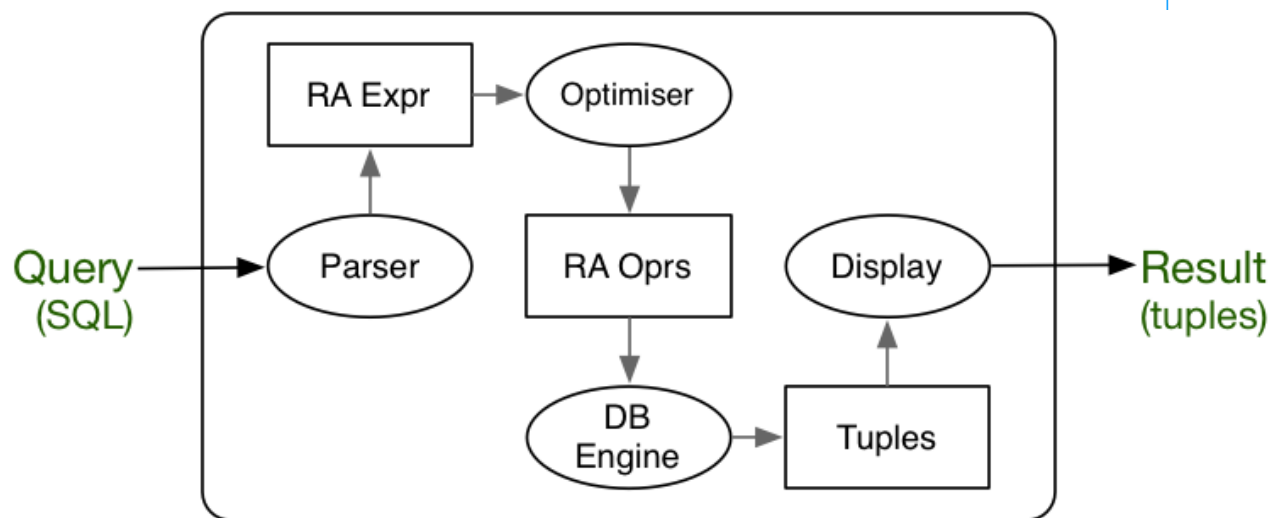 RA Expr
Optimiser
Query
(SQL)
Parser
RA Oprs
Display
Result
(tuples)
DB
Engine
Tuples